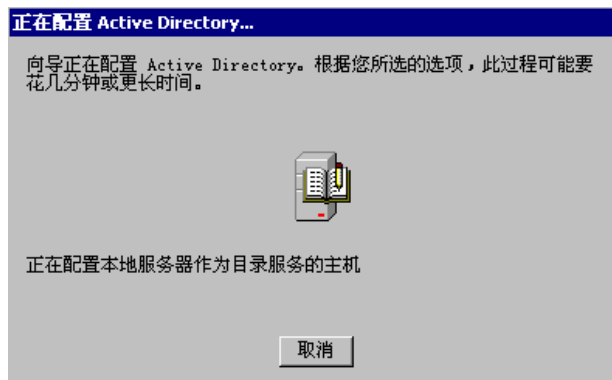 正在配置 Active Directory...
向导正在配置 Active Directory。根据您所选的选项，此过程可能要
花几分钟或更长时间。
正在配置本地服务器作为目录服务的主机
取消